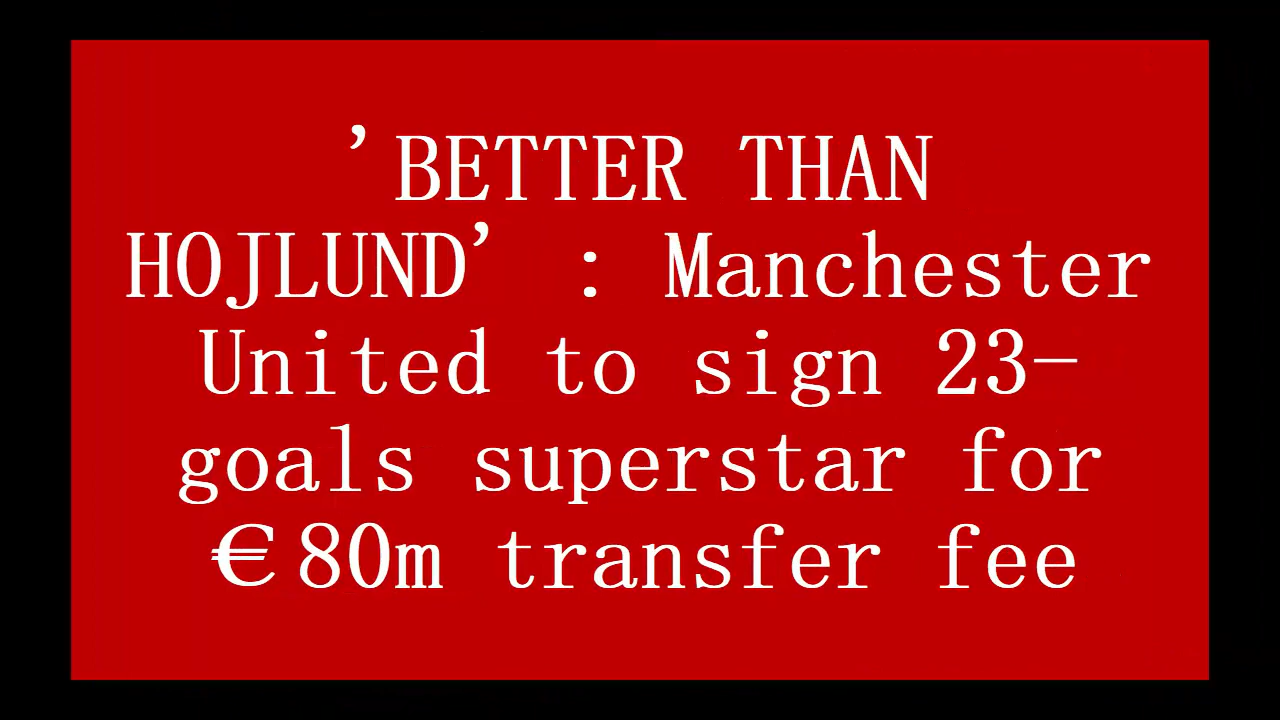 ’BETTER THAN
HOJLUND’ : Manchester
United to sign 23-
goals superstar for
€80m transfer fee